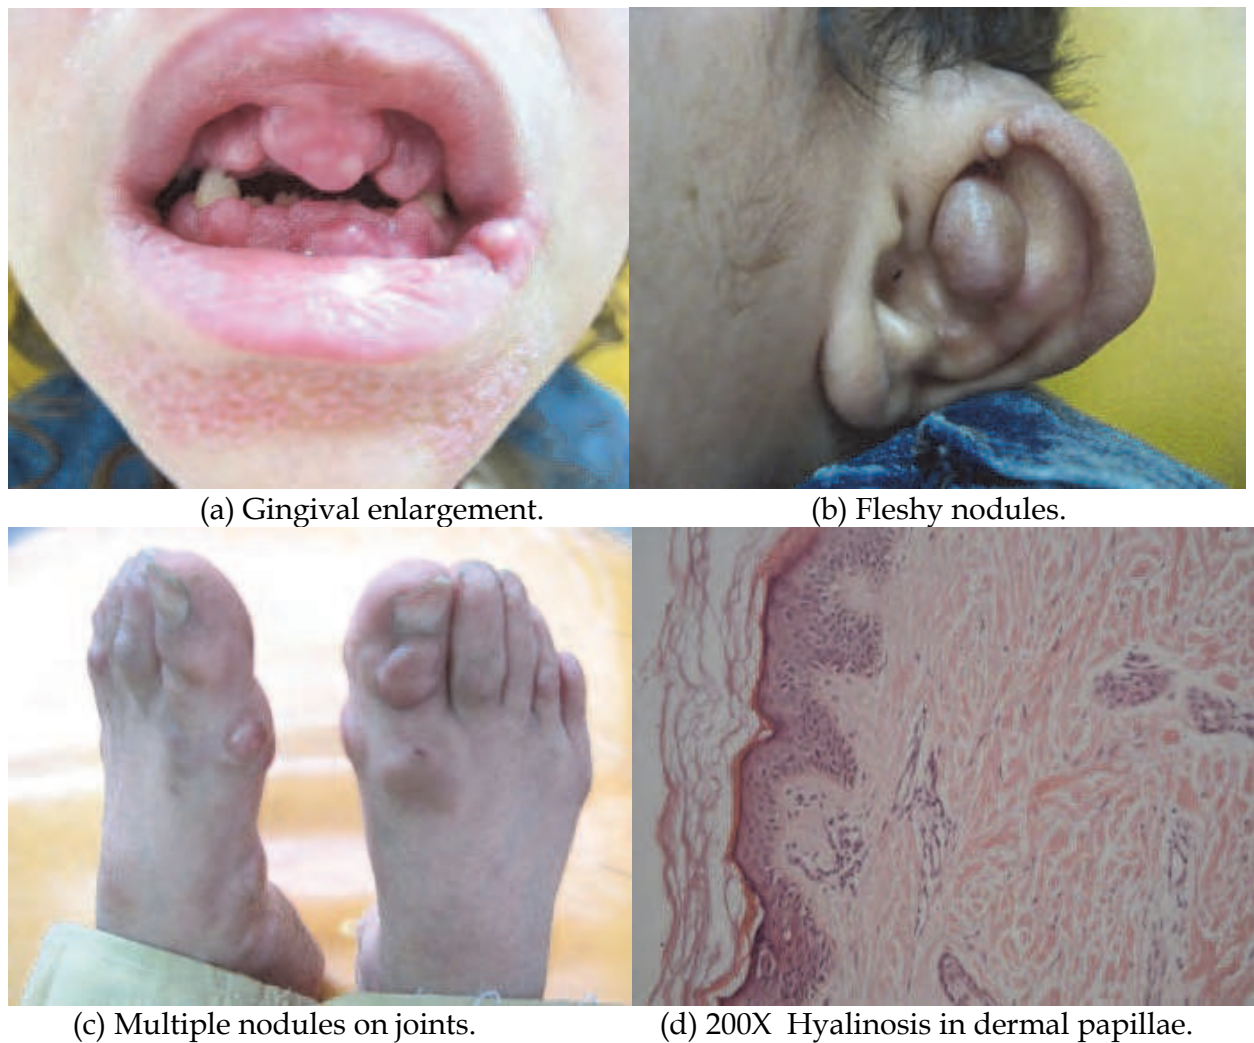 (a) Gingival enlargement.
(b) Fleshy nodules.
(c) Multiple nodules on joints.
(d) 200X  Hyalinosis in dermal papillae.